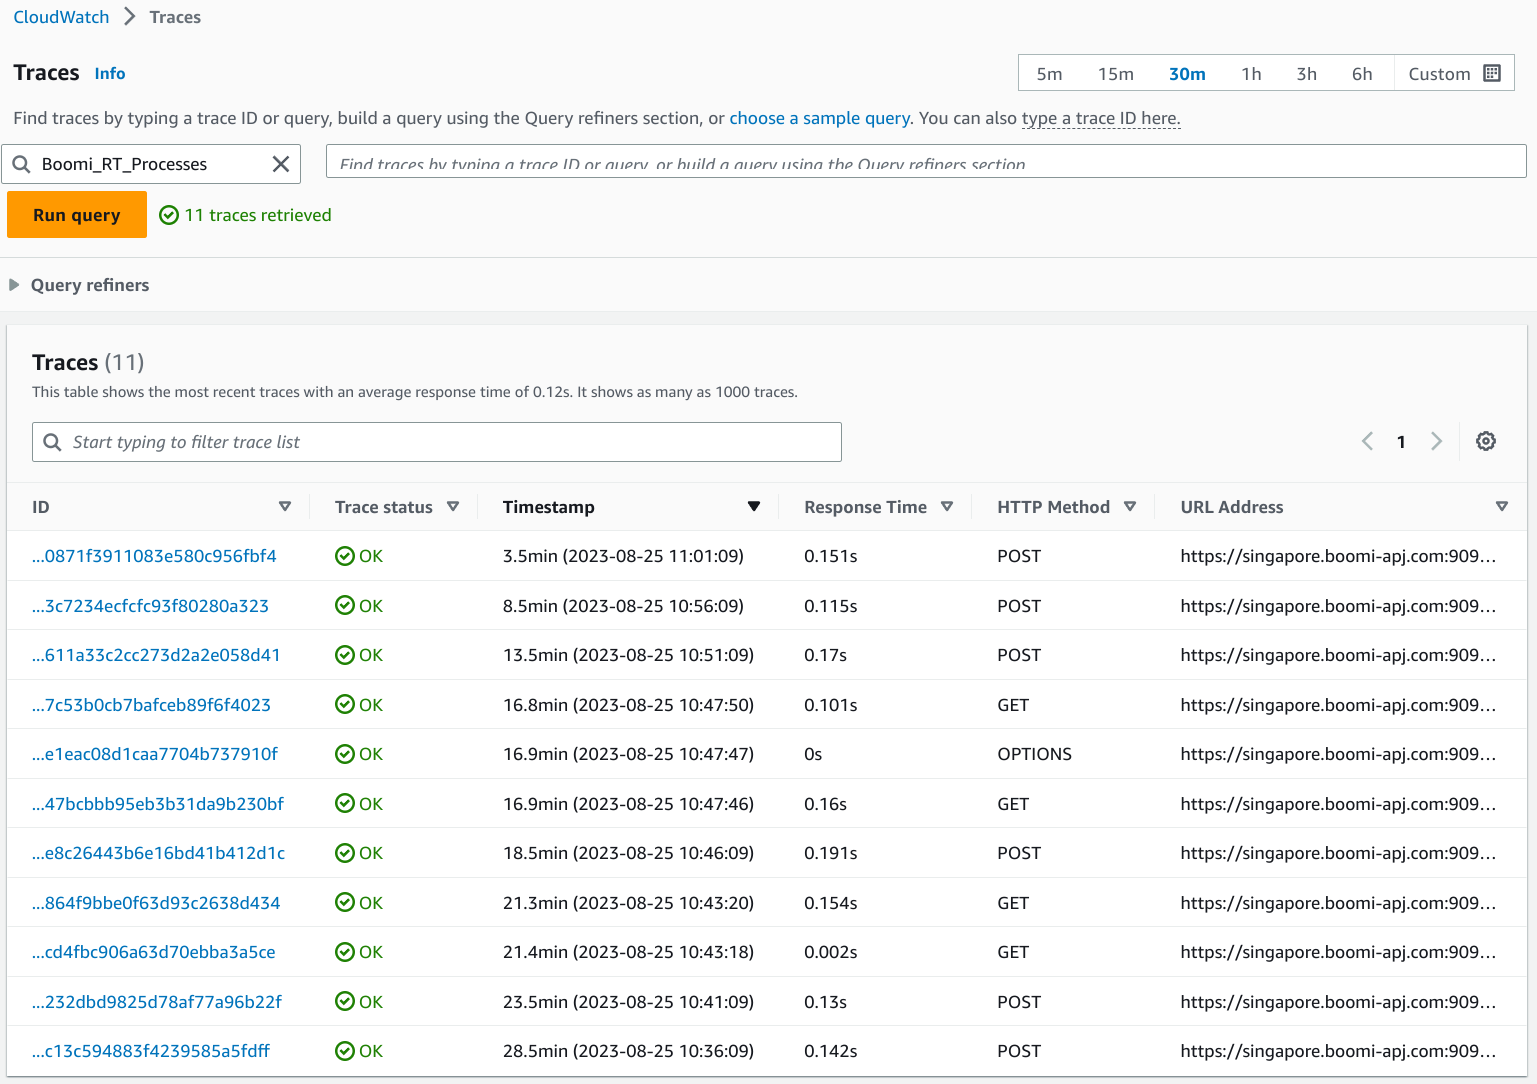 CloudWatch > Traces
Traces Info
5m 15m 30m 1h 3h 6h Custom
Find traces by typing a trace ID or query, build a query using the Query refiners section, or choose a sample query. You can also type a trace ID here.
Boomi_RT_Processes
Find traces by typing a trace ID or query, or build a query using the Query refiners section
Run query 11 traces retrieved
Query refiners
Traces (11)
This table shows the most recent traces with an average response time of 0.12s. It shows as many as 1000 traces.
Start typing to filter trace list
1
ID Trace status Timestamp Response Time HTTP Method URL Address
...0871f3911083e580c956fbf4 OK 3.5min (2023-08-25 11:01:09) 0.151s POST https://singapore.boomi-apj.com:909...
...3c7234ecfcfc93f80280a323 OK 8.5min (2023-08-25 10:56:09) 0.115s POST https://singapore.boomi-apj.com:909...
...611a33c2cc273d2a2e058d41 OK 13.5min (2023-08-25 10:51:09) 0.17s POST https://singapore.boomi-apj.com:909...
...7c53b0cb7bafceb89f6f4023 OK 16.8min (2023-08-25 10:47:50) 0.101s GET https://singapore.boomi-apj.com:909...
...e1eac08d1caa7704b737910f OK 16.9min (2023-08-25 10:47:47) 0s OPTIONS https://singapore.boomi-apj.com:909...
...47bcbbb95eb3b31da9b230bf OK 16.9min (2023-08-25 10:47:46) 0.16s GET https://singapore.boomi-apj.com:909...
...e8c26443b6e16bd41b412d1c OK 18.5min (2023-08-25 10:46:09) 0.191s POST https://singapore.boomi-apj.com:909...
...864f9bbe0f63d93c2638d434 OK 21.3min (2023-08-25 10:43:20) 0.154s GET https://singapore.boomi-apj.com:909...
...cd4fbc906a63d70ebba3a5ce OK 21.4min (2023-08-25 10:43:18) 0.002s GET https://singapore.boomi-apj.com:909...
...232dbd9825d78af77a96b22f OK 23.5min (2023-08-25 10:41:09) 0.13s POST https://singapore.boomi-apj.com:909...
...c13c594883f4239585a5fdff OK 28.5min (2023-08-25 10:36:09) 0.142s POST https://singapore.boomi-apj.com:909...